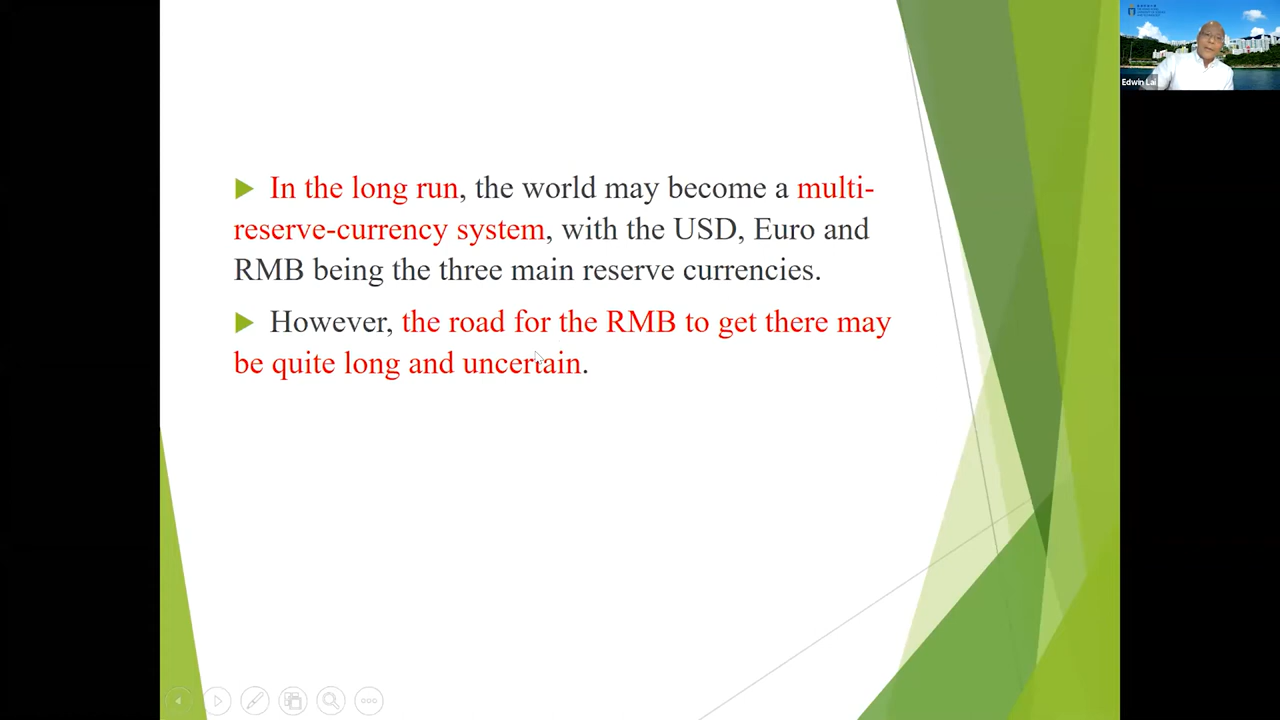 In the long run, the world may become a multi-
reserve-currency system, with the USD, Euro and
RMB being the three main reserve currencies.
However, the road for the RMB to get there may
be quite long and uncertain.
Edwin Lai